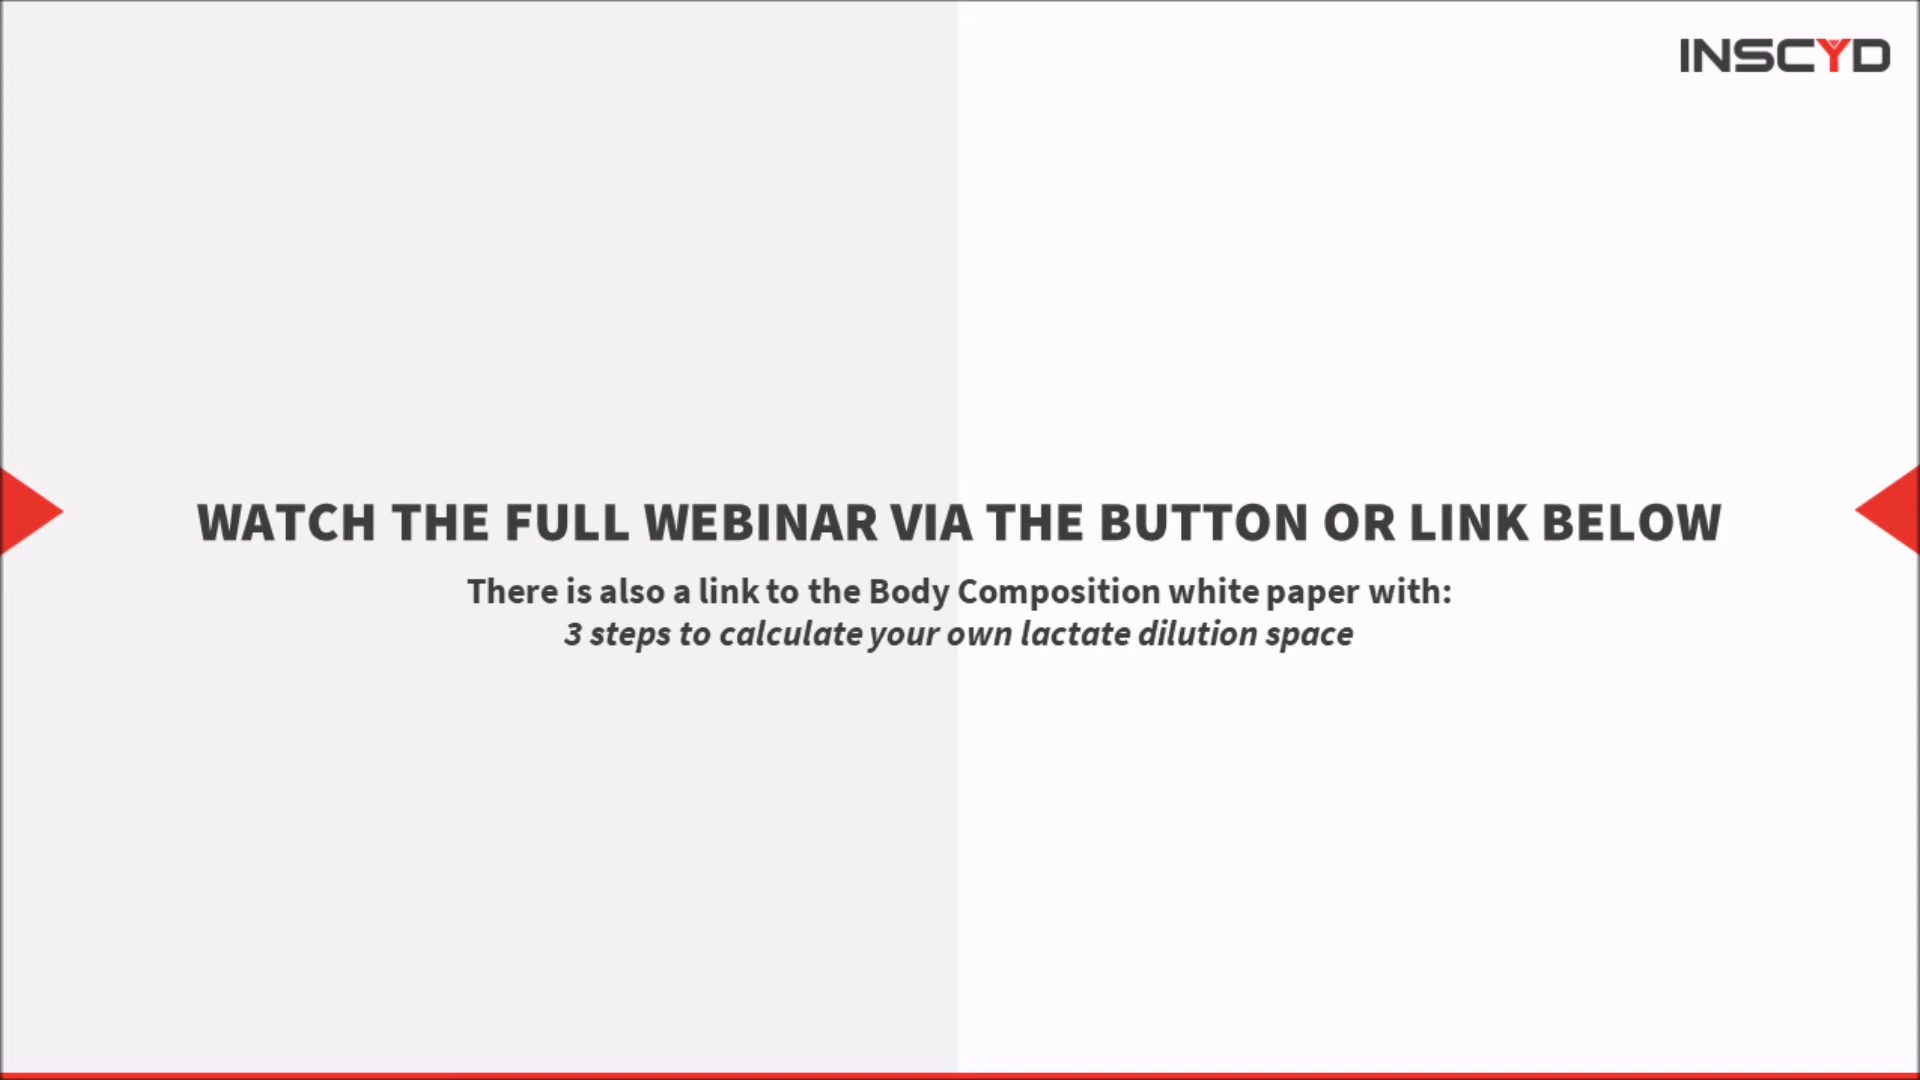 INSCYD
WATCH THE FULL WEBINAR VIA THE BUTTON OR LINK BELOW
There is also a link to the Body Composition white paper with:
3 steps to calculate your own lactate dilution space